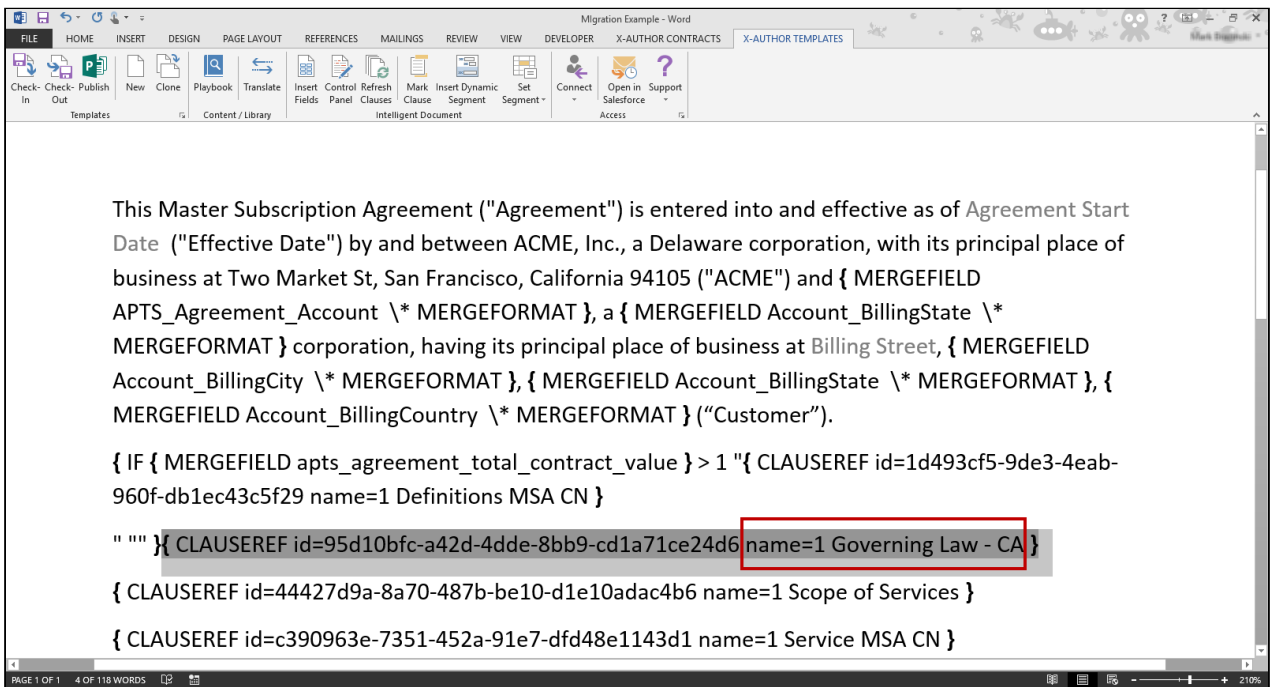 MIgration Example - Word
?
FILE HOME INSERT DESIGN PAGE LAYOUT REFERENCES MAILINGS REVIEW VIEW DEVELOPER X-AUTHOR CONTRACTS X-AUTHOR TEMPLATES
Check- Check- Publish New Clone Playbook Translate Insert Control Refresh Mark Insert Dynamic Set Connect Open in Support
In Out Fields Panel Clauses Clause Segment Segment Salesforce
Templates Content / Library Intelligent Document Access
This Master Subscription Agreement ("Agreement") is entered into and effective as of Agreement Start
Date ("Effective Date") by and between ACME, Inc., a Delaware corporation, with its principal place of
business at Two Market St, San Francisco, California 94105 ("ACME") and { MERGEFIELD
APTS_Agreement_Account \* MERGEFORMAT }, a { MERGEFIELD Account_BillingState \*
MERGEFORMAT } corporation, having its principal place of business at Billing Street, { MERGEFIELD
Account_BillingCity \* MERGEFORMAT }, { MERGEFIELD Account_BillingState \* MERGEFORMAT }, {
MERGEFIELD Account_BillingCountry \* MERGEFORMAT } (“Customer”).
{ IF { MERGEFIELD apts_agreement_total_contract_value } > 1 "{ CLAUSEREF id=1d493cf5-9de3-4eab-
960f-db1ec43c5f29 name=1 Definitions MSA CN }
" "" }{ CLAUSEREF id=95d10bfc-a42d-4dde-8bb9-cd1a71ce24d6 name=1 Governing Law - CA }
{ CLAUSEREF id=44427d9a-8a70-487b-be10-d1e10adac4b6 name=1 Scope of Services }
{ CLAUSEREF id=c390963e-7351-452a-91e7-dfd48e1143d1 name=1 Service MSA CN }
PAGE 1 OF 1 4 OF 118 WORDS 210%